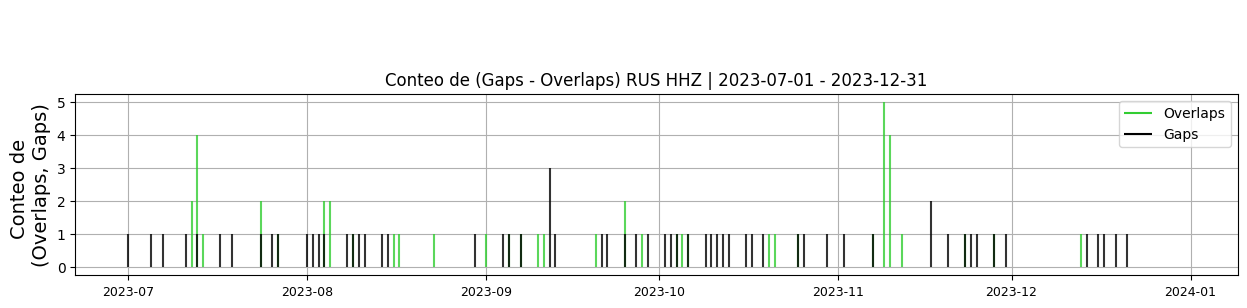 Conteo de (Gaps - Overlaps) RUS HHZ | 2023-07-01 - 2023-12-31
Conteo de
(Overlaps, Gaps)
5
4
3
2
1
0
Overlaps
Gaps
2023-07
2023-08
2023-09
2023-10
2023-11
2023-12
2024-01